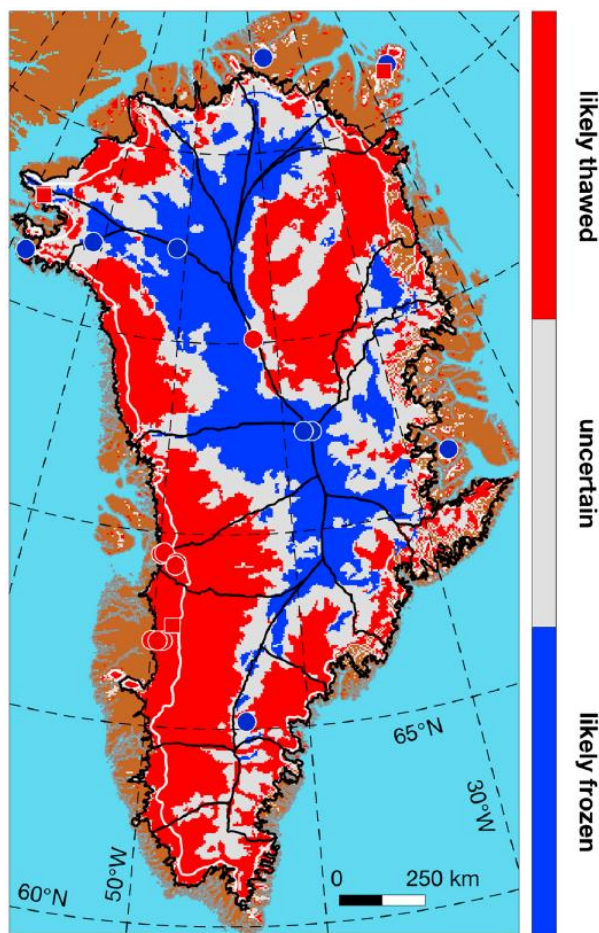 likely thawed
uncertain
likely frozen
65°N
30°W
50°W
60°N
0 250 km